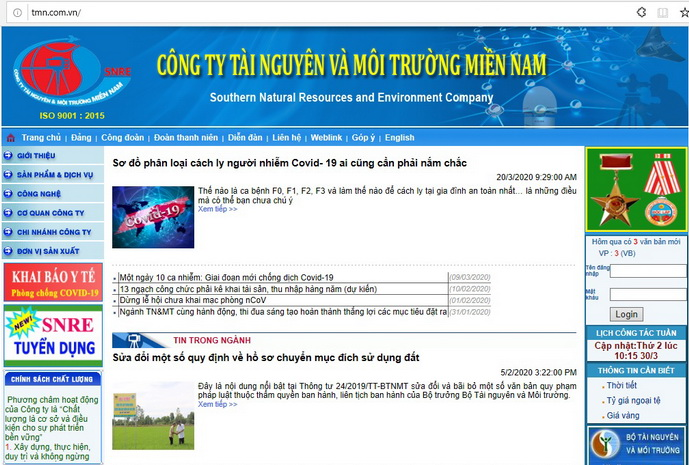 tmn.com.vn/
SNRE
CÔNG TY TÀI NGUYÊN & MÔI TRƯỜNG MIỀN NAM
ISO 9001 : 2015
CÔNG TY TÀI NGUYÊN VÀ MÔI TRƯỜNG MIỀN NAM
Southern Natural Resources and Environment Company
Trang chủ | Đảng | Công đoàn | Đoàn thanh niên | Diễn đàn | Liên hệ | Weblink | Góp ý | English
GIỚI THIỆU
SẢN PHẨM & DỊCH VỤ
CÔNG NGHỆ
CƠ QUAN CÔNG TY
CHI NHÁNH CÔNG TY
ĐƠN VỊ SẢN XUẤT
KHAI BÁO Y TẾ
Phòng chống COVID-19
NEW!
SNRE
TUYỂN DỤNG
CHÍNH SÁCH CHẤT LƯỢNG
Phương châm hoạt động
của Công ty là "Chất
lượng là cơ sở và điều
kiện cho sự phát triển
bền vững"
1. Xây dựng, thực hiện,
duy trì và không ngừng
Sơ đồ phân loại cách ly người nhiễm Covid- 19 ai cũng cần phải nắm chắc
20/3/2020 9:29:00 AM
Covid-19
Thế nào là ca bệnh F0, F1, F2, F3 và làm thế nào để cách ly tại gia đình an toàn nhất… là những điều
mà có thể bạn chưa chú ý
Xem tiếp >>
Một ngày 10 ca nhiễm: Giai đoạn mới chống dịch Covid-19 (09/03/2020)
13 ngạch công chức phải kê khai tài sản, thu nhập hàng năm (dự kiến) (10/02/2020)
Dừng lễ hội chưa khai mạc phòng nCoV (01/02/2020)
Ngành TN&MT cùng hành động, thi đua sáng tạo hoàn thành thắng lợi các mục tiêu đặt ra (31/01/2020)
TIN TRONG NGÀNH
Sửa đổi một số quy định về hồ sơ chuyển mục đích sử dụng đất
5/2/2020 3:22:00 PM
Đây là nội dung nổi bật tại Thông tư 24/2019/TT-BTNMT sửa đổi và bãi bỏ một số văn bản quy phạm
pháp luật thuộc thẩm quyền ban hành, liên tịch ban hành của Bộ trưởng Bộ Tài nguyên và Môi trường.
Xem tiếp >>
Hôm qua có 3 văn bản mới
VP : 3 (VB)
Tên đăng
nhập
Mật
khẩu
Login
LỊCH CÔNG TÁC TUẦN
Cập nhật:Thứ 2 lúc
10:15 30/3
THÔNG TIN CẦN BIẾT
Thời tiết
Tỷ giá ngoại tệ
Giá vàng
BỘ TÀI NGUYÊN
VÀ MÔI TRƯỜNG